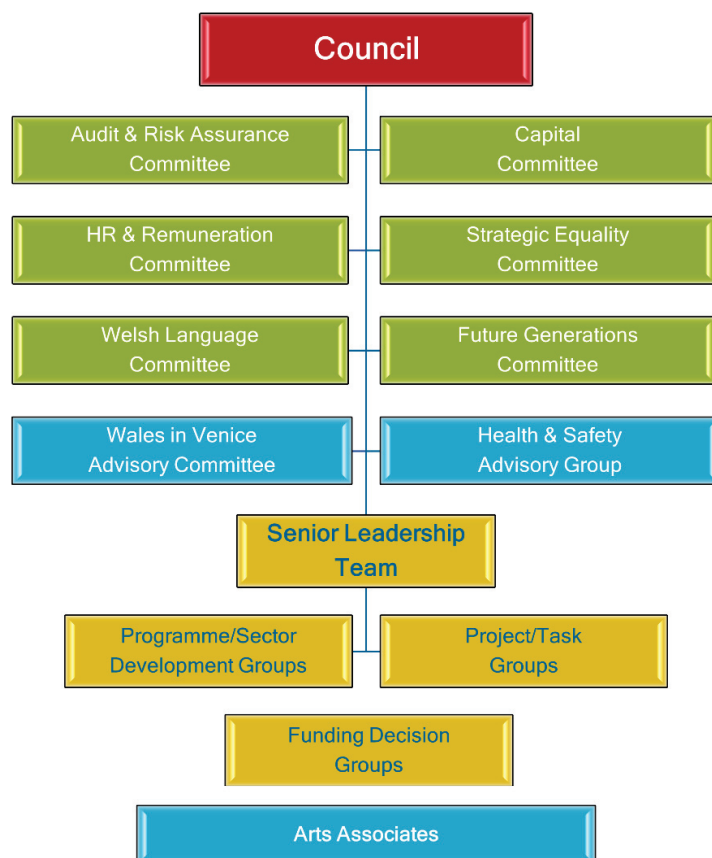 Council
Audit & Risk Assurance
Committee
Capital
Committee
HR & Remuneration
Committee
Strategic Equality
Committee
Welsh Language
Committee
Future Generations
Committee
Wales in Venice
Advisory Committee
Health & Safety
Advisory Group
Senior Leadership
Team
Programme/Sector
Development Groups
Project/Task
Groups
Funding Decision
Groups
Arts Associates